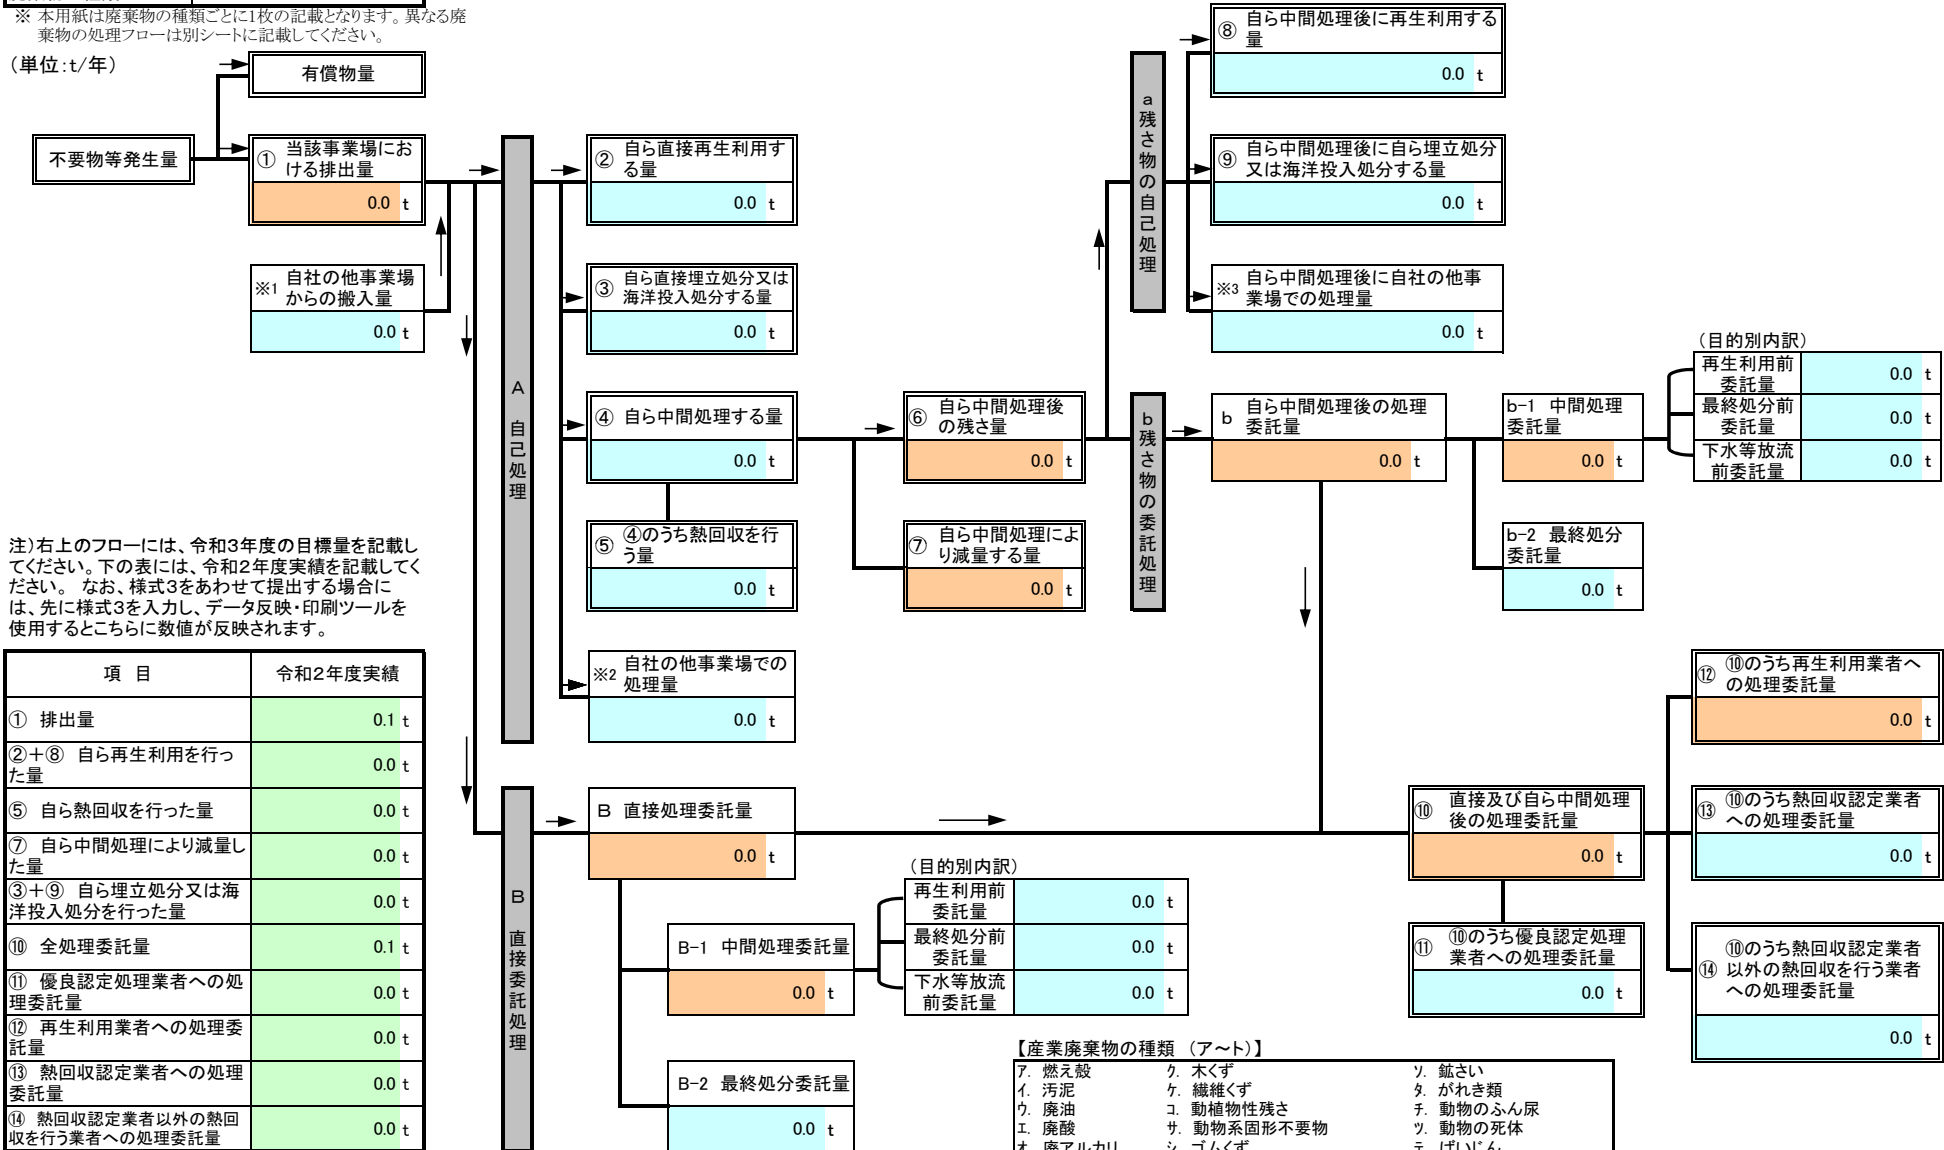 ※ 本用紙は廃棄物の種類ごとに1枚の記載となります。異なる廃
棄物の処理フローは別シートに記載してください。
(単位:t/年)
有償物量
不要物等発生量
① 当該事業場にお
ける排出量
0.0 t
※1 自社の他事業場
からの搬入量
0.0 t
A 自己処理
② 自ら直接再生利用す
る量
0.0 t
③ 自ら直接埋立処分又は
海洋投入処分する量
0.0 t
④ 自ら中間処理する量
0.0 t
⑤ ④のうち熱回収を行
う量
0.0 t
※2 自社の他事業場での
処理量
0.0 t
⑥ 自ら中間処理後
の残さ量
0.0 t
⑦ 自ら中間処理によ
り減量する量
0.0 t
a残さ物の自己処理
⑧ 自ら中間処理後に再生利用する
量
0.0 t
⑨ 自ら中間処理後に自ら埋立処分
又は海洋投入処分する量
0.0 t
※3 自ら中間処理後に自社の他事
業場での処理量
0.0 t
b残さ物の委託処理
b 自ら中間処理後の処理
委託量
0.0 t
b-1 中間処理
委託量
0.0 t
b-2 最終処分
委託量
0.0 t
(目的別内訳)
再生利用前
委託量
0.0 t
最終処分前
委託量
0.0 t
下水等放流
前委託量
0.0 t
注)右上のフローには、令和3年度の目標量を記載し
てください。下の表には、令和2年度実績を記載してく
ださい。 なお、様式3をあわせて提出する場合に
は、先に様式3を入力し、データ反映・印刷ツールを
使用するとこちらに数値が反映されます。
項 目 令和2年度実績
① 排出量 0.1 t
②+⑧ 自ら再生利用を行っ
た量
0.0 t
⑤ 自ら熱回収を行った量 0.0 t
⑦ 自ら中間処理により減量し
た量
0.0 t
③+⑨ 自ら埋立処分又は海
洋投入処分を行った量
0.0 t
⑩ 全処理委託量 0.1 t
⑪ 優良認定処理業者への処
理委託量
0.0 t
⑫ 再生利用業者への処理委
託量
0.0 t
⑬ 熱回収認定業者への処理
委託量
0.0 t
⑭ 熱回収認定業者以外の熱回
収を行う業者への処理委託量
0.0 t
B 直接委託処理
B 直接処理委託量
0.0 t
B-1 中間処理委託量
0.0 t
B-2 最終処分委託量
0.0 t
(目的別内訳)
再生利用前
委託量
0.0 t
最終処分前
委託量
0.0 t
下水等放流
前委託量
0.0 t
⑩ 直接及び自ら中間処理
後の処理委託量
0.0 t
⑪ ⑩のうち優良認定処理
業者への処理委託量
0.0 t
⑫ ⑩のうち再生利用業者へ
の処理委託量
0.0 t
⑬ ⑩のうち熱回収認定業者
への処理委託量
0.0 t
⑭ ⑩のうち熱回収認定業者
以外の熱回収を行う業者
への処理委託量
0.0 t
【産業廃棄物の種類 (ア~ト)】
ア. 燃え殻 ク. 木くず ソ. 鉱さい
イ. 汚泥 ケ. 繊維くず タ. がれき類
ウ. 廃油 コ. 動植物性残さ チ. 動物のふん尿
エ. 廃酸 サ. 動物系固形不要物 ツ. 動物の死体
オ. 廃アルカリ シ. ゴムくず テ. ばいじん